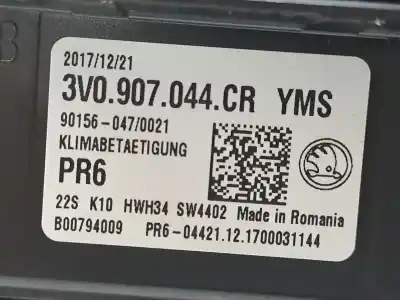 B
2017/12/21
3V0.907.044.CR YMS
90156-047/0021
KLIMABETAETIGUNG
PR6
22S K10 HWH34 SW4402 Made in Romania
B00794009 PR6-04421.12.1700031144